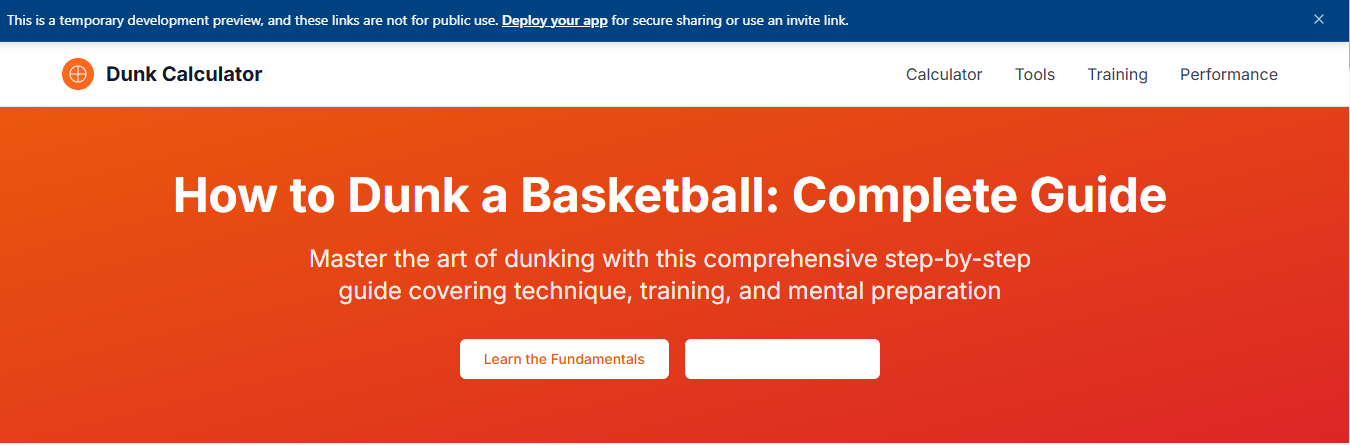 This is a temporary development preview, and these links are not for public use. Deploy your app for secure sharing or use an invite link.
Dunk Calculator
Calculator Tools Training Performance
How to Dunk a Basketball: Complete Guide
Master the art of dunking with this comprehensive step-by-step
guide covering technique, training, and mental preparation
Learn the Fundamentals